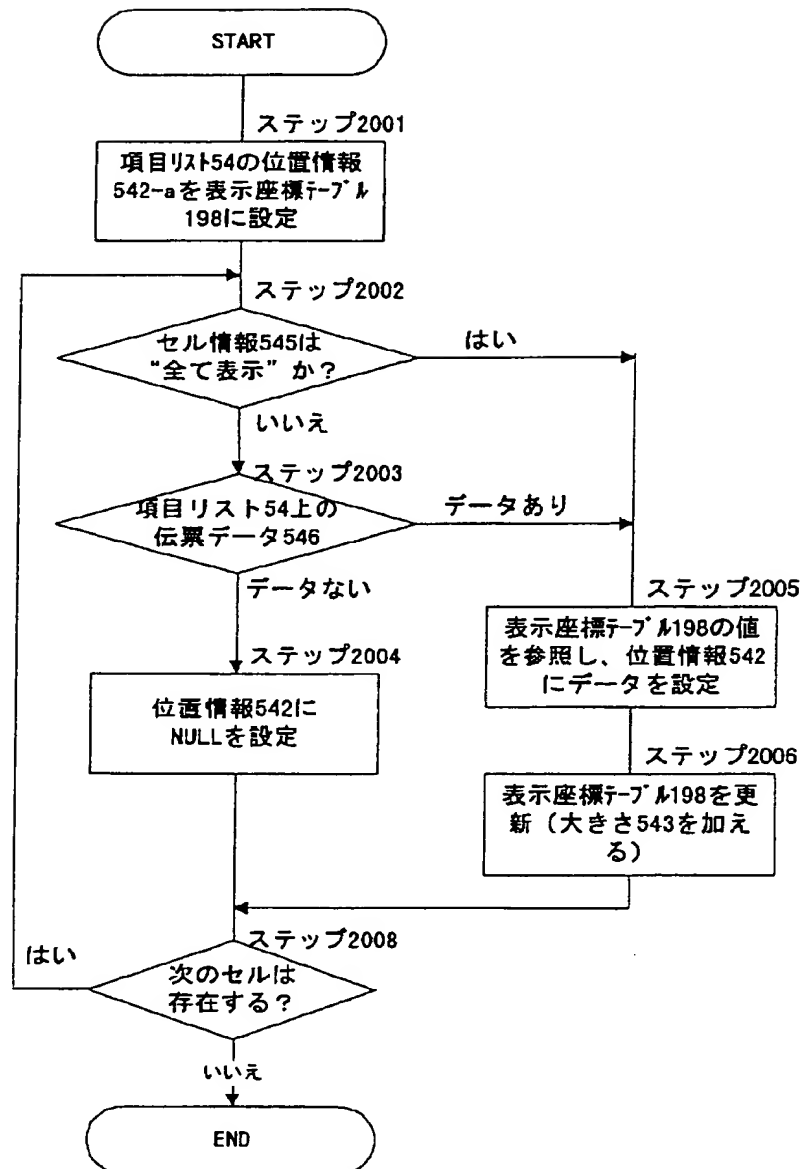 START
ステップ2001
項目リスト54の位置情報
542-aを表示座標テーブル
198に設定
ステップ2002
セル情報545は
“全て表示”か?
はい
いいえ
ステップ2003
項目リスト54上の
伝票データ546
データあり
データない
ステップ2004
位置情報542に
NULLを設定
ステップ2005
表示座標テーブル198の値
を参照し、位置情報542
にデータを設定
ステップ2006
表示座標テーブル198を更
新(大きさ543を加え
る)
ステップ2008
はい
次のセルは
存在する?
いいえ
END